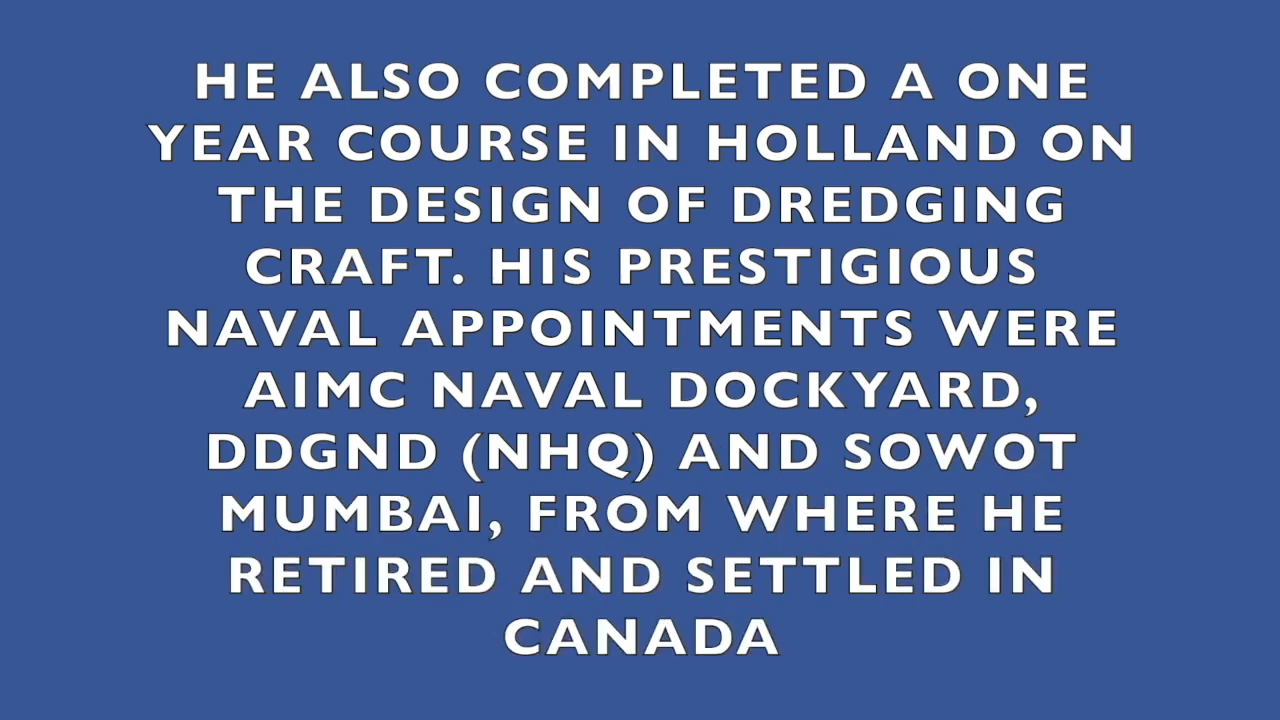 HE ALSO COMPLETED A ONE
YEAR COURSE IN HOLLAND ON
THE DESIGN OF DREDGING
CRAFT. HIS PRESTIGIOUS
NAVAL APPOINTMENTS WERE
AIMC NAVAL DOCKYARD,
DDGND (NHQ) AND SOWOT
MUMBAI, FROM WHERE HE
RETIRED AND SETTLED IN
CANADA